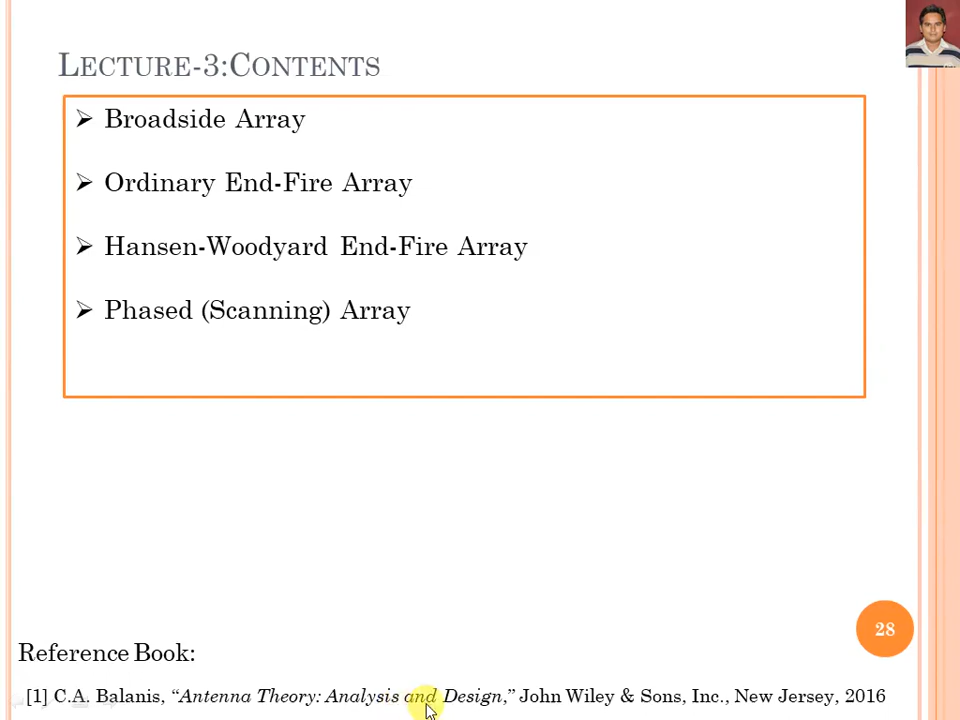 LECTURE-3:CONTENTS
Broadside Array
Ordinary End-Fire Array
Hansen-Woodyard End-Fire Array
Phased (Scanning) Array
28
Reference Book:
[1] C.A. Balanis, “Antenna Theory: Analysis and Design,” John Wiley & Sons, Inc., New Jersey, 2016